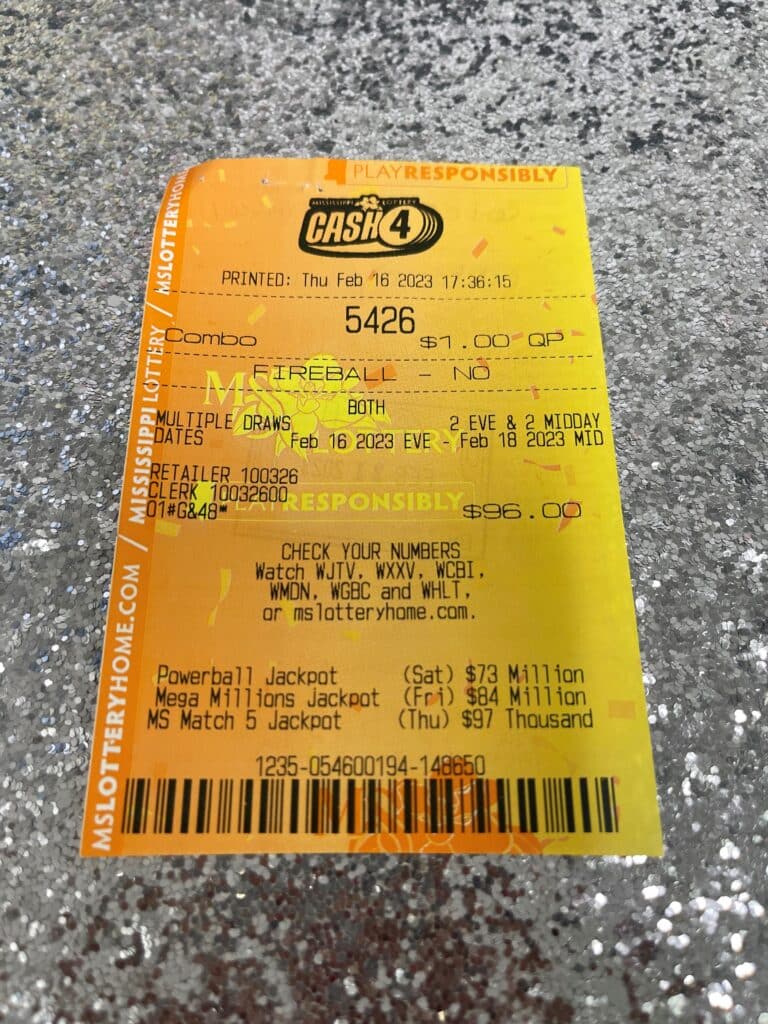 PLAYRESPONSIBLY
MISSISSIPPI LOTTERY
CASH 4
PRINTED: Thu Feb 16 2023 17:36:15
5426
Combo $1.00 QP
FIREBALL - NO
BOTH
MULTIPLE DRAWS 2 EVE & 2 MIDDAY
DATES Feb 16 2023 EVE - Feb 18 2023 MID
LOTTERY
RETAILER 100326
CLERK 10032600
PLAYRESPONSIBLY
01#G&48* $96.00
CHECK YOUR NUMBERS
Watch WJTV, WXXV, WCBI,
WMDN, WGBC and WHLT,
or mslotteryhome.com.
Powerball Jackpot (Sat) $73 Million
Mega Millions Jackpot (Fri) $84 Million
MS Match 5 Jackpot (Thu) $97 Thousand
1235-054600194-148650
MSLOTTERYHOME.COM / MISSISSIPPI LOTTERY / MSLOTTERYHOM